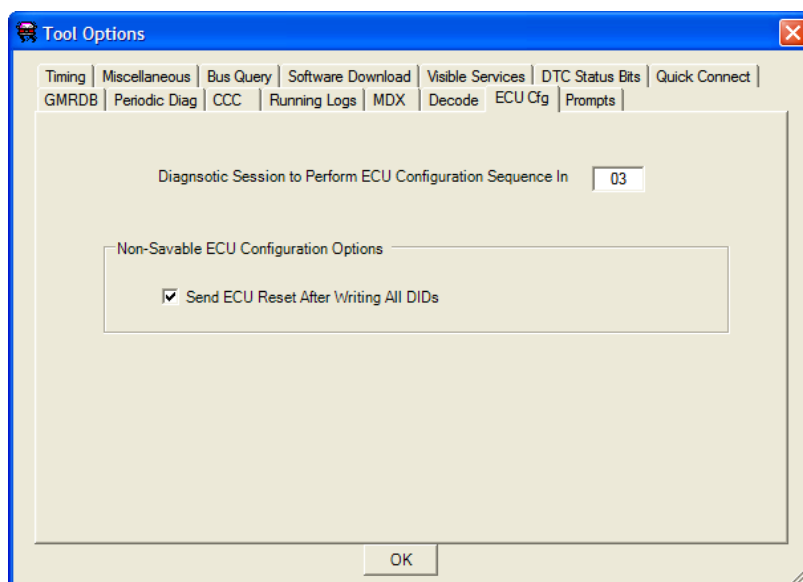 Tool Options
Timing Miscellaneous Bus Query Software Download Visible Services DTC Status Bits Quick Connect
GMRDB Periodic Diag CCC Running Logs MDX Decode ECU Cfg Prompts
Diagnsotic Session to Perform ECU Configuration Sequence In 03
Non-Savable ECU Configuration Options
Send ECU Reset After Writing All DIDs
OK